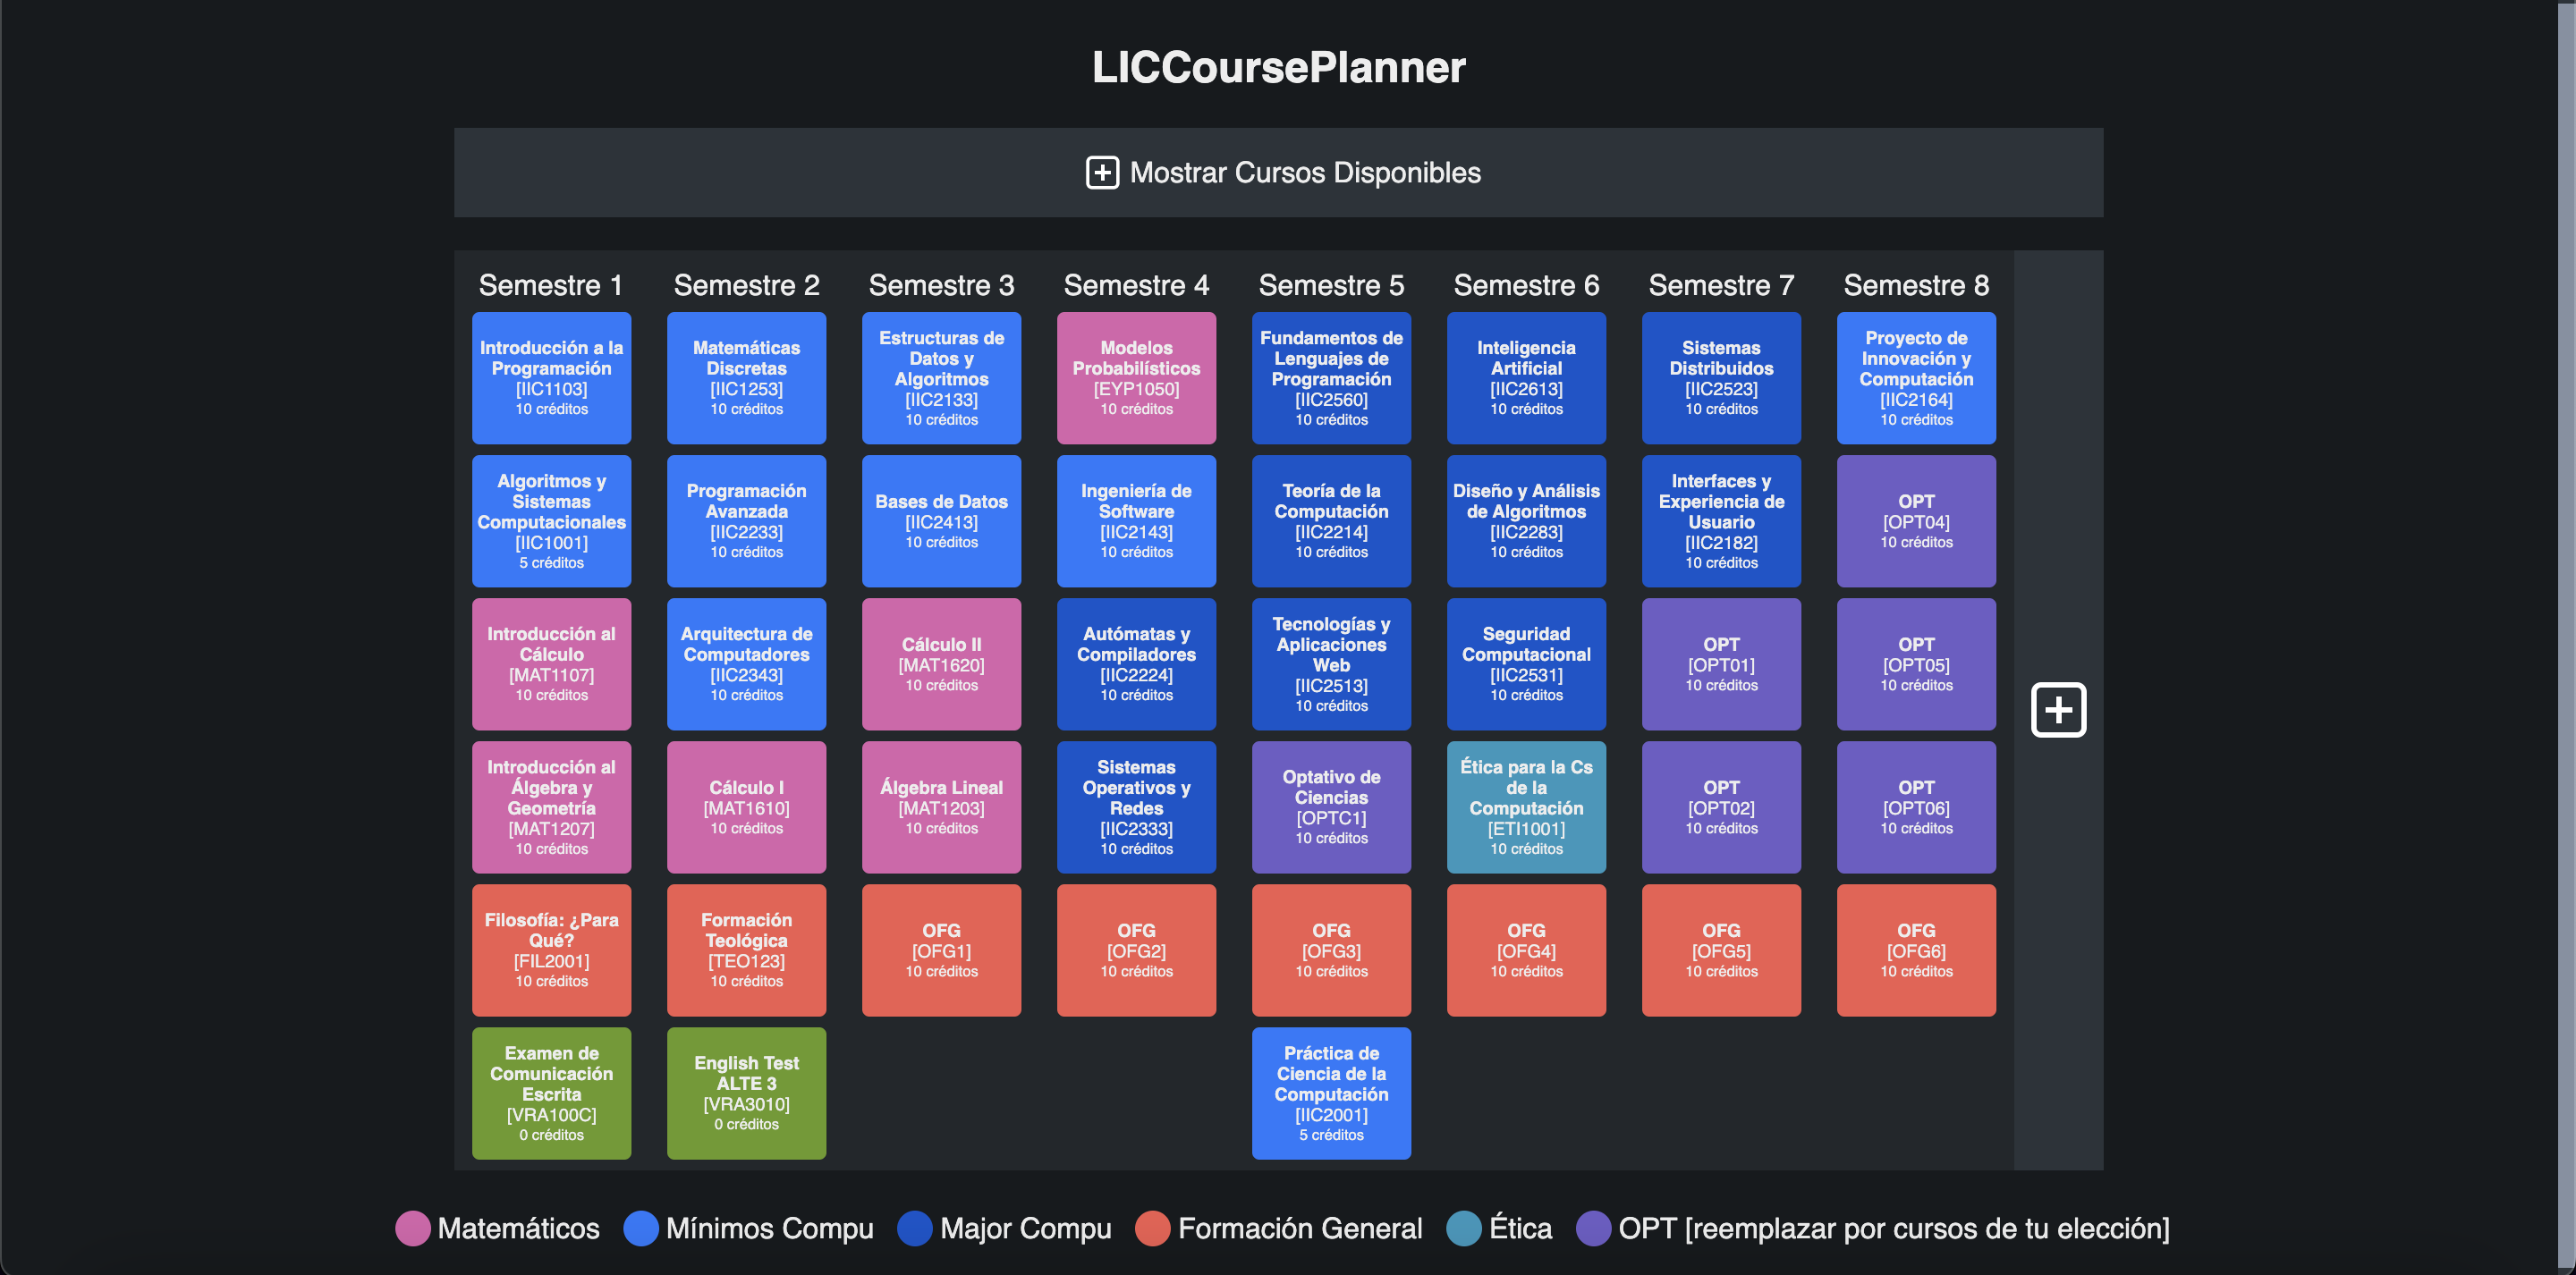 LICCoursePlanner
Mostrar Cursos Disponibles
Semestre 1
Introducción a la
Programación
[IIC1103]
10 créditos
Algoritmos y
Sistemas
Computacionales
[IIC1001]
5 créditos
Introducción al
Cálculo
[MAT1107]
10 créditos
Introducción al
Álgebra y
Geometría
[MAT1207]
10 créditos
Filosofía: ¿Para
Qué?
[FIL2001]
10 créditos
Examen de
Comunicación
Escrita
[VRA100C]
0 créditos
Semestre 2
Matemáticas
Discretas
[IIC1253]
10 créditos
Programación
Avanzada
[IIC2233]
10 créditos
Arquitectura de
Computadores
[IIC2343]
10 créditos
Cálculo I
[MAT1610]
10 créditos
Formación
Teológica
[TEO123]
10 créditos
English Test
ALTE 3
[VRA3010]
0 créditos
Semestre 3
Estructuras de
Datos y
Algoritmos
[IIC2133]
10 créditos
Bases de Datos
[IIC2413]
10 créditos
Cálculo II
[MAT1620]
10 créditos
Álgebra Lineal
[MAT1203]
10 créditos
OFG
[OFG1]
10 créditos
Semestre 4
Modelos
Probabilísticos
[EYP1050]
10 créditos
Ingeniería de
Software
[IIC2143]
10 créditos
Autómatas y
Compiladores
[IIC2224]
10 créditos
Sistemas
Operativos y
Redes
[IIC2333]
10 créditos
OFG
[OFG2]
10 créditos
Semestre 5
Fundamentos de
Lenguajes de
Programación
[IIC2560]
10 créditos
Teoría de la
Computación
[IIC2214]
10 créditos
Tecnologías y
Aplicaciones
Web
[IIC2513]
10 créditos
Optativo de
Ciencias
[OPTC1]
10 créditos
OFG
[OFG3]
10 créditos
Práctica de
Ciencia de la
Computación
[IIC2001]
5 créditos
Semestre 6
Inteligencia
Artificial
[IIC2613]
10 créditos
Diseño y Análisis
de Algoritmos
[IIC2283]
10 créditos
Seguridad
Computacional
[IIC2531]
10 créditos
Ética para la Cs
de la
Computación
[ETI1001]
10 créditos
OFG
[OFG4]
10 créditos
Semestre 7
Sistemas
Distribuidos
[IIC2523]
10 créditos
Interfaces y
Experiencia de
Usuario
[IIC2182]
10 créditos
OPT
[OPT01]
10 créditos
OPT
[OPT02]
10 créditos
OFG
[OFG5]
10 créditos
Semestre 8
Proyecto de
Innovación y
Computación
[IIC2164]
10 créditos
OPT
[OPT04]
10 créditos
OPT
[OPT05]
10 créditos
OPT
[OPT06]
10 créditos
OFG
[OFG6]
10 créditos
Matemáticos
Mínimos Compu
Major Compu
Formación General
Ética
OPT [reemplazar por cursos de tu elección]